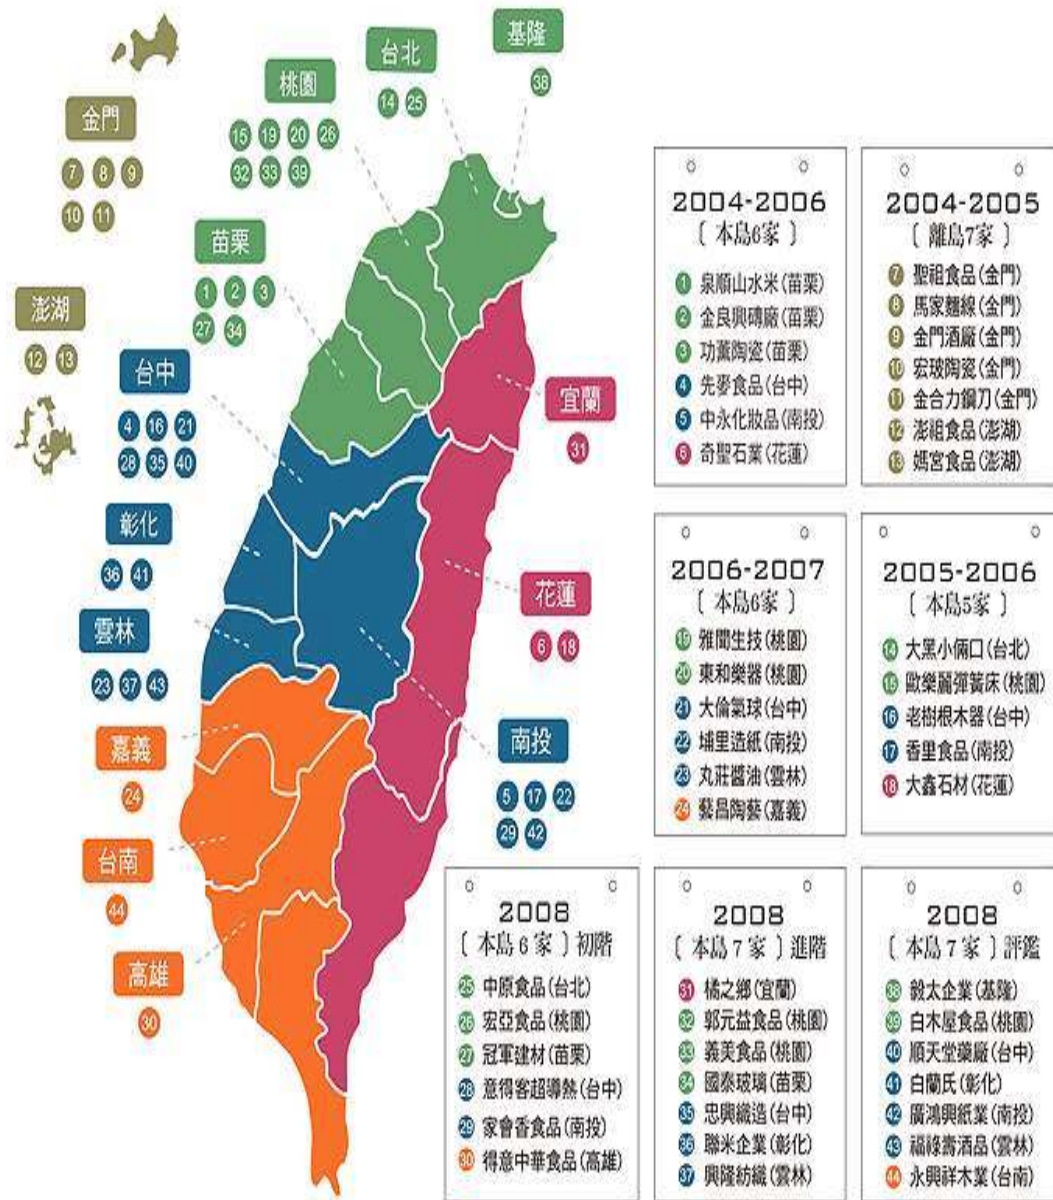 基隆
38
台北
14 25
桃園
15 19 20 26
32 33 39
金門
7 8 9
10 11
苗栗
1 2 3
27 34
澎湖
12 13
台中
4 16 21
28 35 40
宜蘭
31
彰化
36 41
花蓮
6 18
雲林
23 37 43
南投
5 17 22
29 42
嘉義
24
台南
44
高雄
30
2004-2006
〔 本島6家 〕
1 泉順山水米(苗栗)
2 金良興磚廠(苗栗)
3 功薰陶瓷(苗栗)
4 先麥食品(台中)
5 中永化妝品(南投)
6 奇聖石業(花蓮)
2004-2005
〔 離島7家 〕
7 聖祖食品(金門)
8 馬家麵線(金門)
9 金門酒廠(金門)
10 宏玻陶瓷(金門)
11 金合力鋼刀(金門)
12 澎祖食品(澎湖)
13 媽宮食品(澎湖)
2006-2007
〔 本島6家 〕
19 雅聞生技(桃園)
20 東和樂器(桃園)
21 大倫氣球(台中)
22 埔里造紙(南投)
23 丸莊醬油(雲林)
24 藝昌陶藝(嘉義)
2005-2006
〔 本島5家 〕
14 大黑小倆口(台北)
15 歐樂麗彈簧床(桃園)
16 老樹根木器(台中)
17 香里食品(南投)
18 大鑫石材(花蓮)
2008
〔 本島 6 家 〕初階
25 中原食品(台北)
26 宏亞食品(桃園)
27 冠軍建材(苗栗)
28 意得客超導熱(台中)
29 家會香食品(南投)
30 得意中華食品(高雄)
2008
〔 本島 7 家 〕進階
31 橘之鄉(宜蘭)
32 郭元益食品(桃園)
33 義美食品(桃園)
34 國泰玻璃(苗栗)
35 忠興織造(台中)
36 聯米企業(彰化)
37 興隆紡織(雲林)
2008
〔 本島 7 家 〕評鑑
38 毅太企業(基隆)
39 白木屋食品(桃園)
40 順天堂藥廠(台中)
41 白蘭氏(彰化)
42 廣鴻興紙業(南投)
43 福祿壽酒品(雲林)
44 永興祥木業(台南)